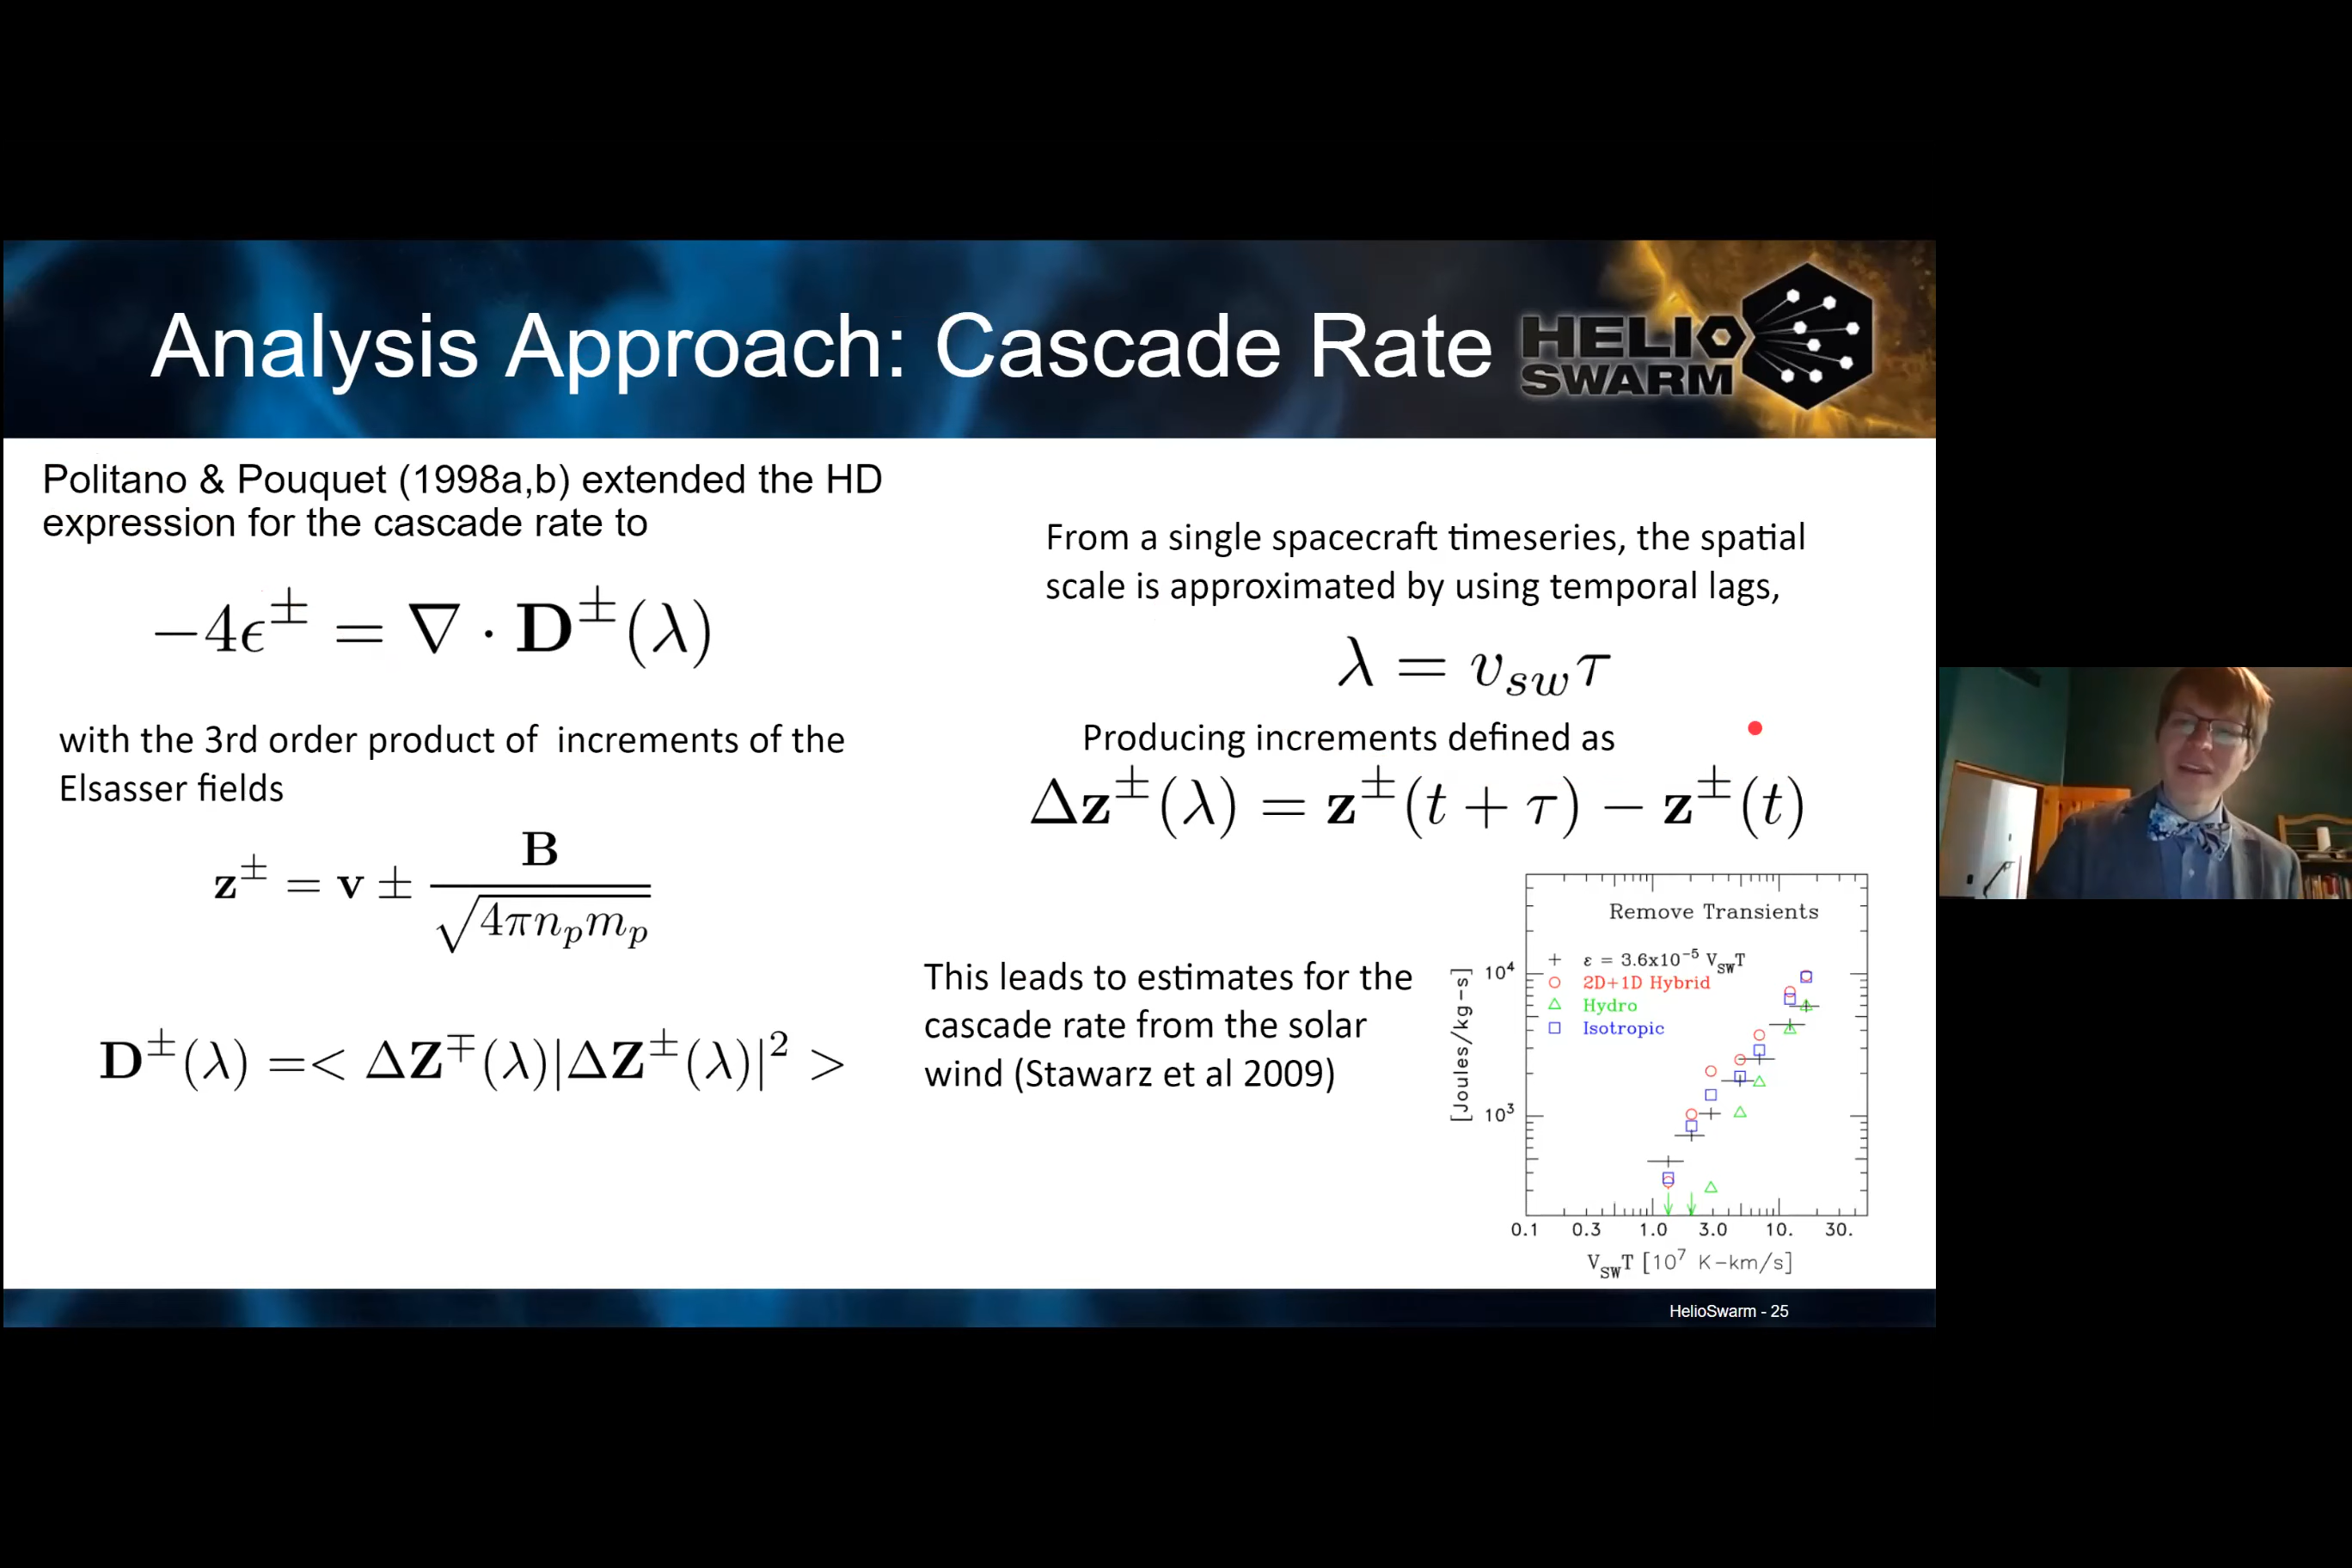 Analysis Approach: Cascade Rate
HELIO
SWARM
Politano & Pouquet (1998a,b) extended the HD
expression for the cascade rate to
−4ϵ± = ∇ · D±(λ)
with the 3rd order product of increments of the
Elsasser fields
z± = v ± B / √(4πn_p m_p)
D±(λ) =< ΔZ∓(λ)|ΔZ±(λ)|² >
From a single spacecraft timeseries, the spatial
scale is approximated by using temporal lags,
λ = v_sw τ
Producing increments defined as
Δz±(λ) = z±(t + τ) − z±(t)
This leads to estimates for the
cascade rate from the solar
wind (Stawarz et al 2009)
Remove Transients
ε = 3.6x10⁻⁵ V_SW T
2D+1D Hybrid
Hydro
Isotropic
[Joules/kg-s]
10⁴
10³
0.1 0.3 1.0 3.0 10. 30.
V_SW T [10⁷ K-km/s]
HelioSwarm - 25